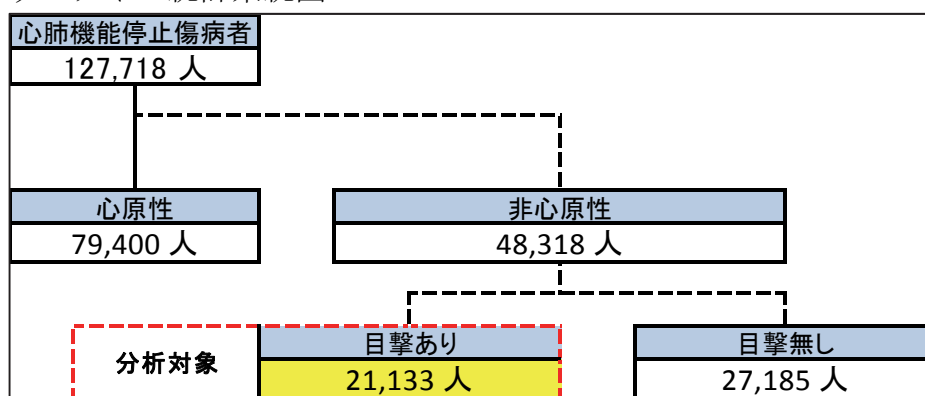 心肺機能停止傷病者
127,718 人
心原性
79,400 人
非心原性
48,318 人
分析対象
目撃あり
21,133 人
目撃無し
27,185 人